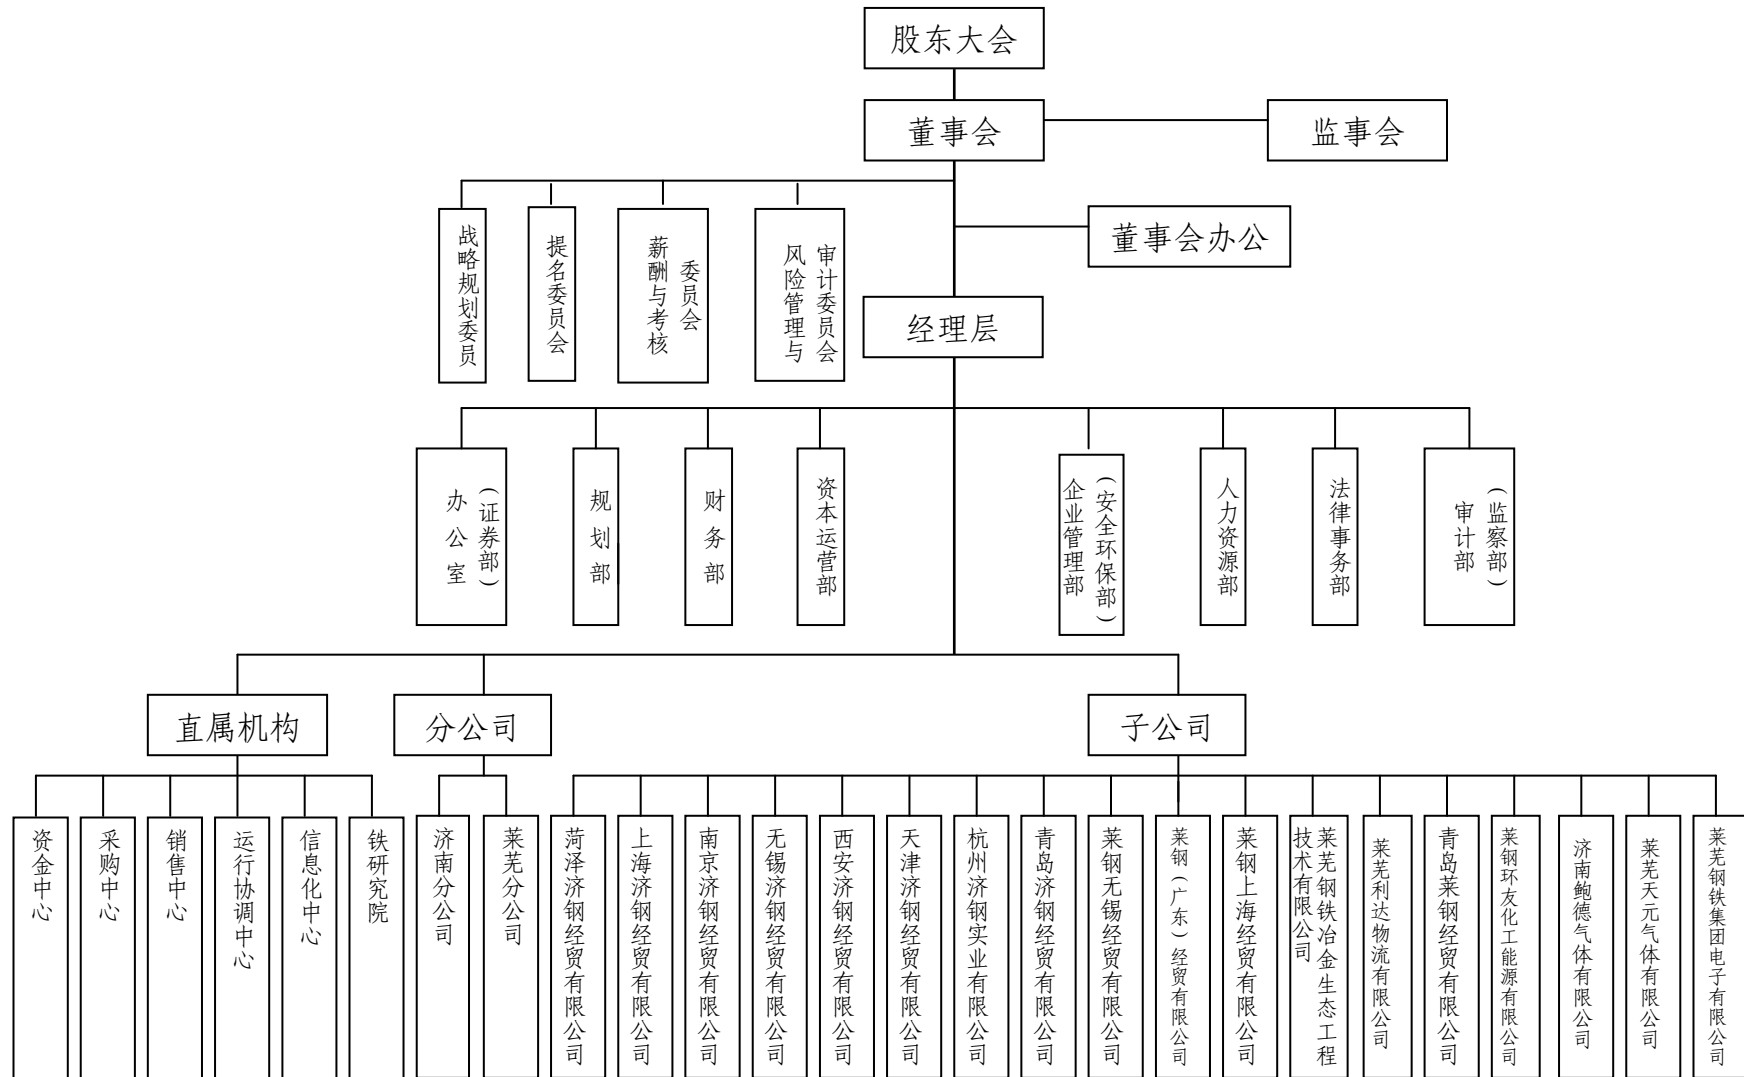 股东大会
董事会
监事会
战略规划委员
提名委员会
薪酬与考核
委员会
风险管理与
审计委员会
董事会办公
经理层
办公室
（证券部）
规划部
财务部
资本运营部
企业管理部
（安全环保部）
人力资源部
法律事务部
审计部
（监察部）
直属机构
分公司
子公司
资金中心
采购中心
销售中心
运行协调中心
信息化中心
铁研究院
济南分公司
莱芜分公司
菏泽济钢经贸有限公司
上海济钢经贸有限公司
南京济钢经贸有限公司
无锡济钢经贸有限公司
西安济钢经贸有限公司
天津济钢经贸有限公司
杭州济钢实业有限公司
青岛济钢经贸有限公司
莱钢无锡经贸有限公司
莱钢（广东）经贸有限公司
莱钢上海经贸有限公司
莱芜钢铁冶金生态工程
技术有限公司
莱芜利达物流有限公司
青岛莱钢经贸有限公司
莱钢环友化工能源有限公司
济南鲍德气体有限公司
莱芜天元气体有限公司
莱芜钢铁集团电子有限公司